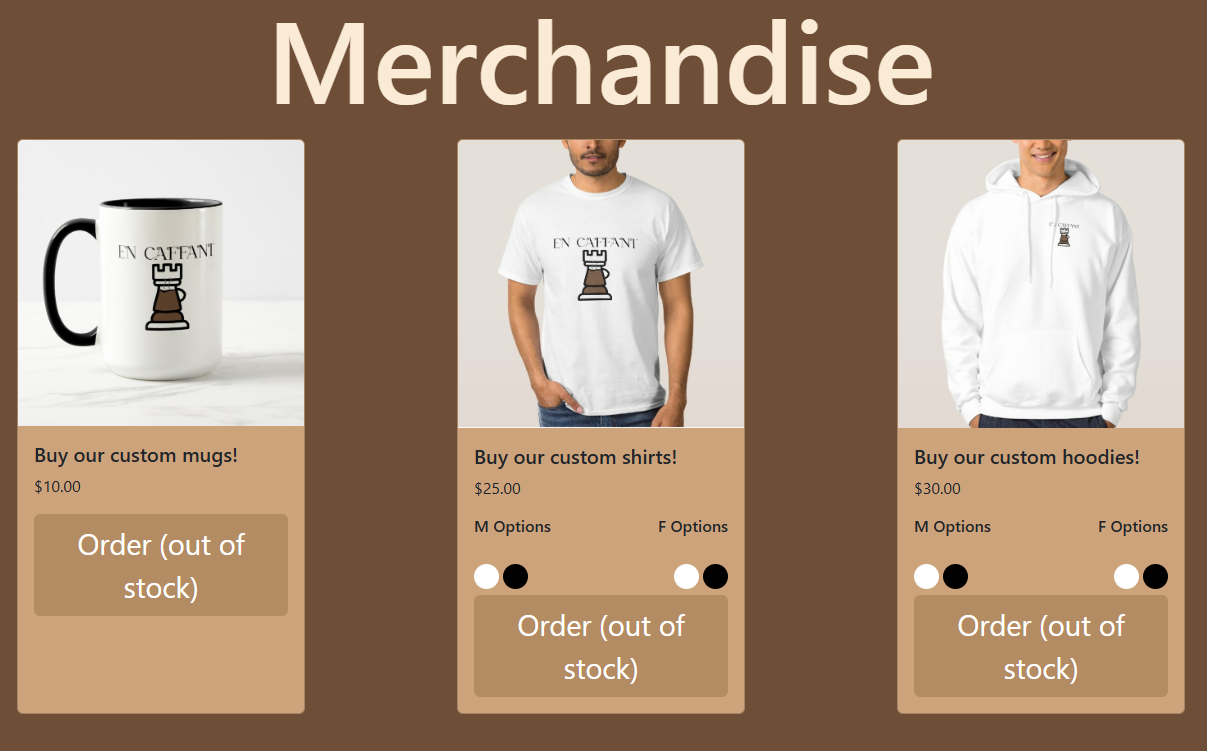 Merchandise
EN CAFFANT
Buy our custom mugs!
$10.00
Order (out of
stock)
EN CAFFANT
Buy our custom shirts!
$25.00
M Options F Options
Order (out of
stock)
EN CAFFANT
Buy our custom hoodies!
$30.00
M Options F Options
Order (out of
stock)